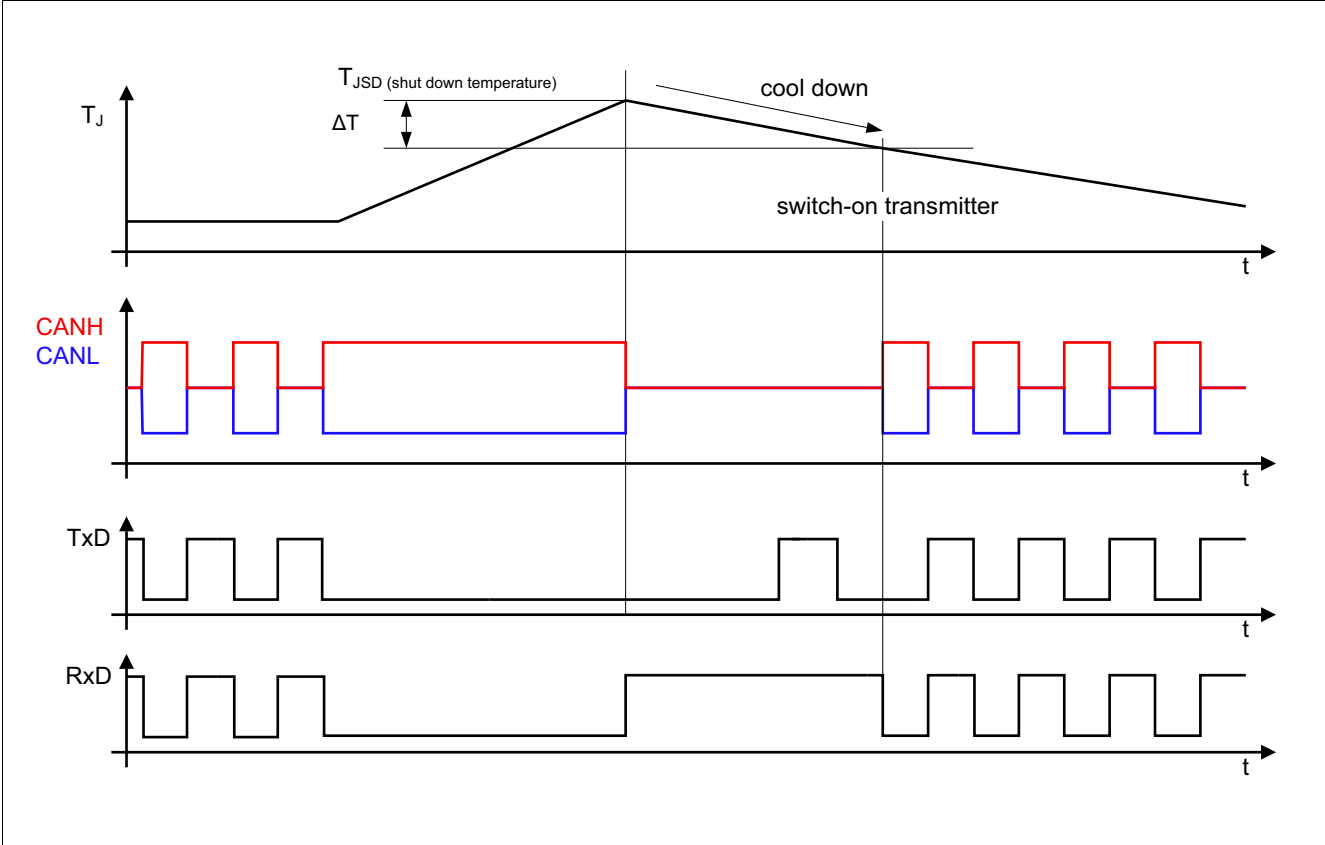 TJSD (shut down temperature)
cool down
TJ
ΔT
switch-on transmitter
t
CANH
CANL
t
TxD
t
RxD
t